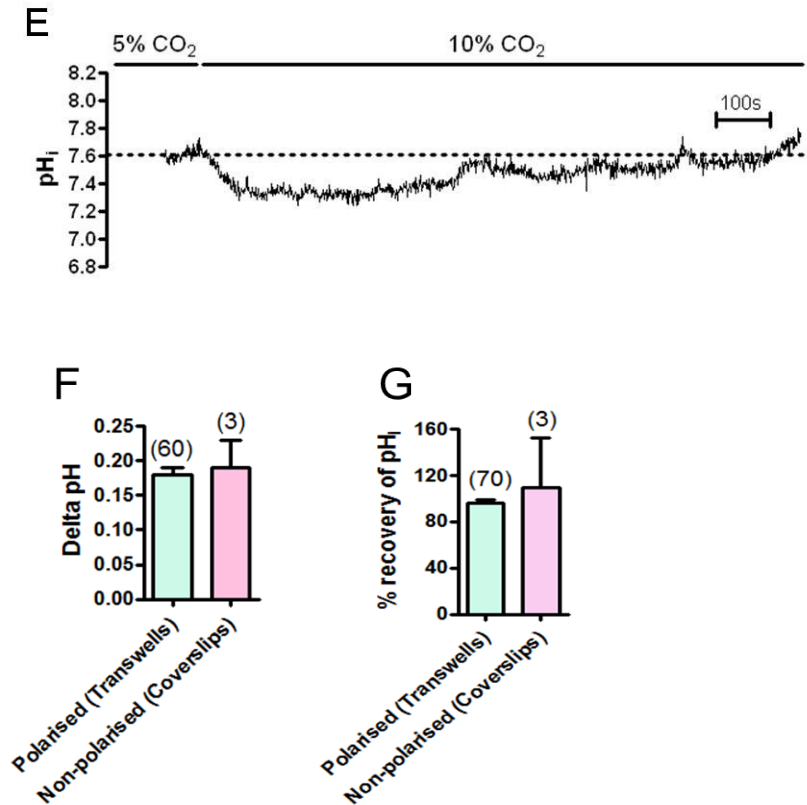 E
5% CO2 10% CO2
8.2
8.0
7.8
7.6
7.4
7.2
7.0
6.8
pHi
100s
F
Delta pH
0.25
0.20
0.15
0.10
0.05
0.00
(60)
(3)
Polarised (Transwells)
Non-polarised (Coverslips)
G
% recovery of pHi
160
120
80
40
0
(70)
(3)
Polarised (Transwells)
Non-polarised (Coverslips)